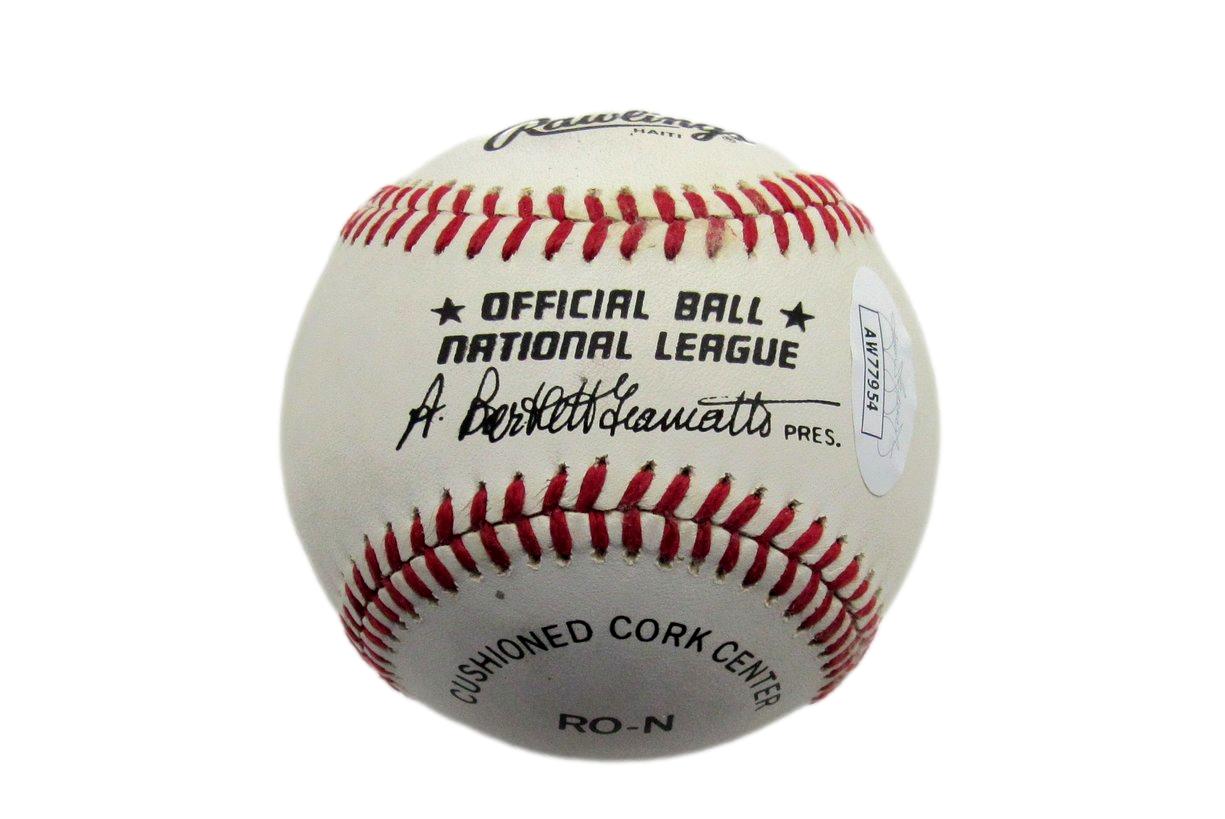 Rawlings
HAITI
★ OFFICIAL BALL ★
NATIONAL LEAGUE
A. Bartlett Giamatti PRES.
AW77954
CUSHIONED CORK CENTER
RO-N